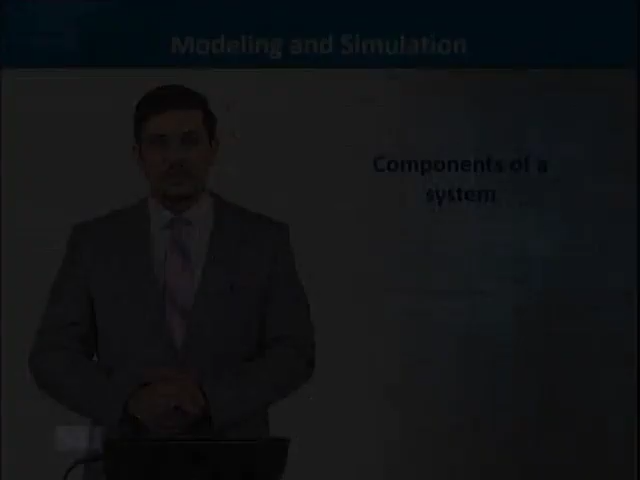 Modeling and Simulation
Components of a
system